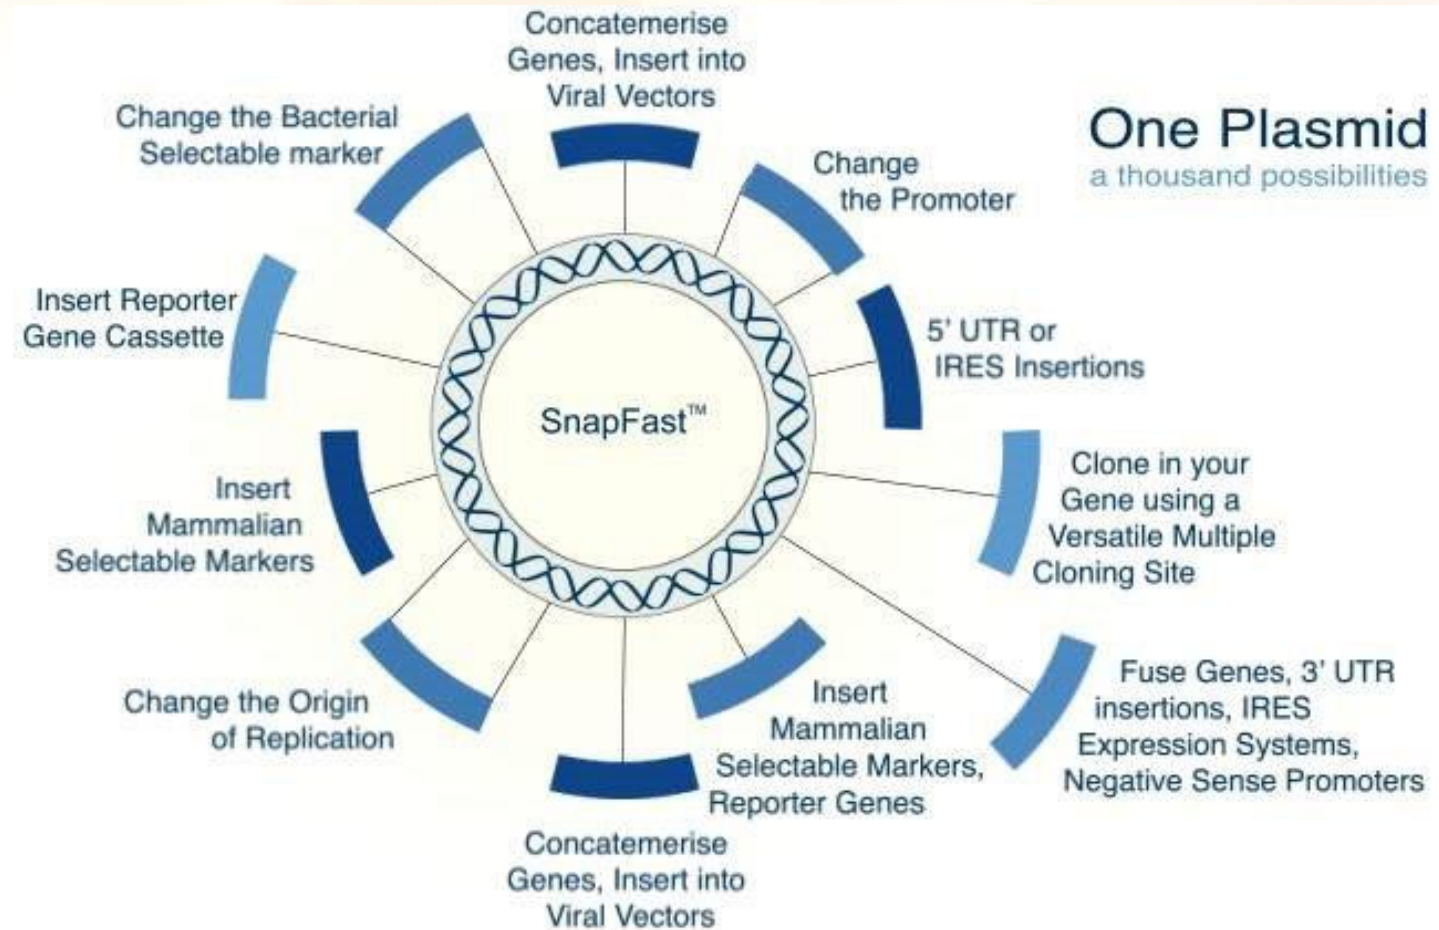 Concatemerise
Genes, Insert into
Viral Vectors
One Plasmid
a thousand possibilities
Change the Bacterial
Selectable marker
Change
the Promoter
Insert Reporter
Gene Cassette
5’ UTR or
IRES Insertions
SnapFast™
Clone in your
Gene using a
Versatile Multiple
Cloning Site
Insert
Mammalian
Selectable Markers
Fuse Genes, 3’ UTR
insertions, IRES
Expression Systems,
Negative Sense Promoters
Change the Origin
of Replication
Insert
Mammalian
Selectable Markers,
Reporter Genes
Concatemerise
Genes, Insert into
Viral Vectors